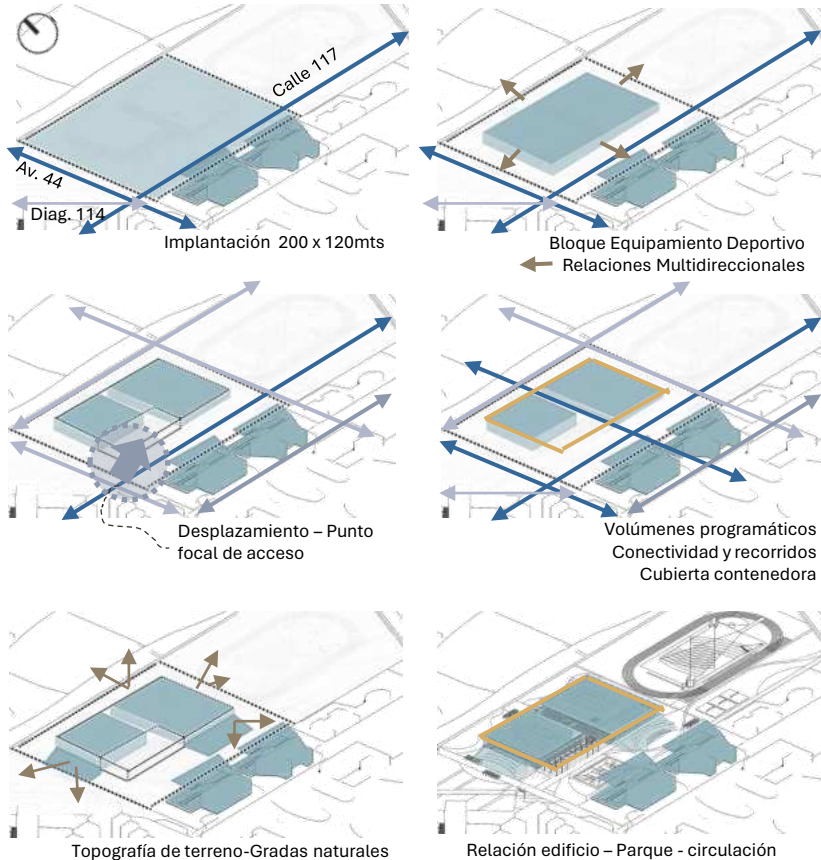 Calle 117
Av. 44
Diag. 114
Implantación 200 x 120mts
Bloque Equipamiento Deportivo
Relaciones Multidireccionales
Desplazamiento – Punto
focal de acceso
Volúmenes programáticos
Conectividad y recorridos
Cubierta contenedora
Topografía de terreno-Gradas naturales
Relación edificio – Parque - circulación